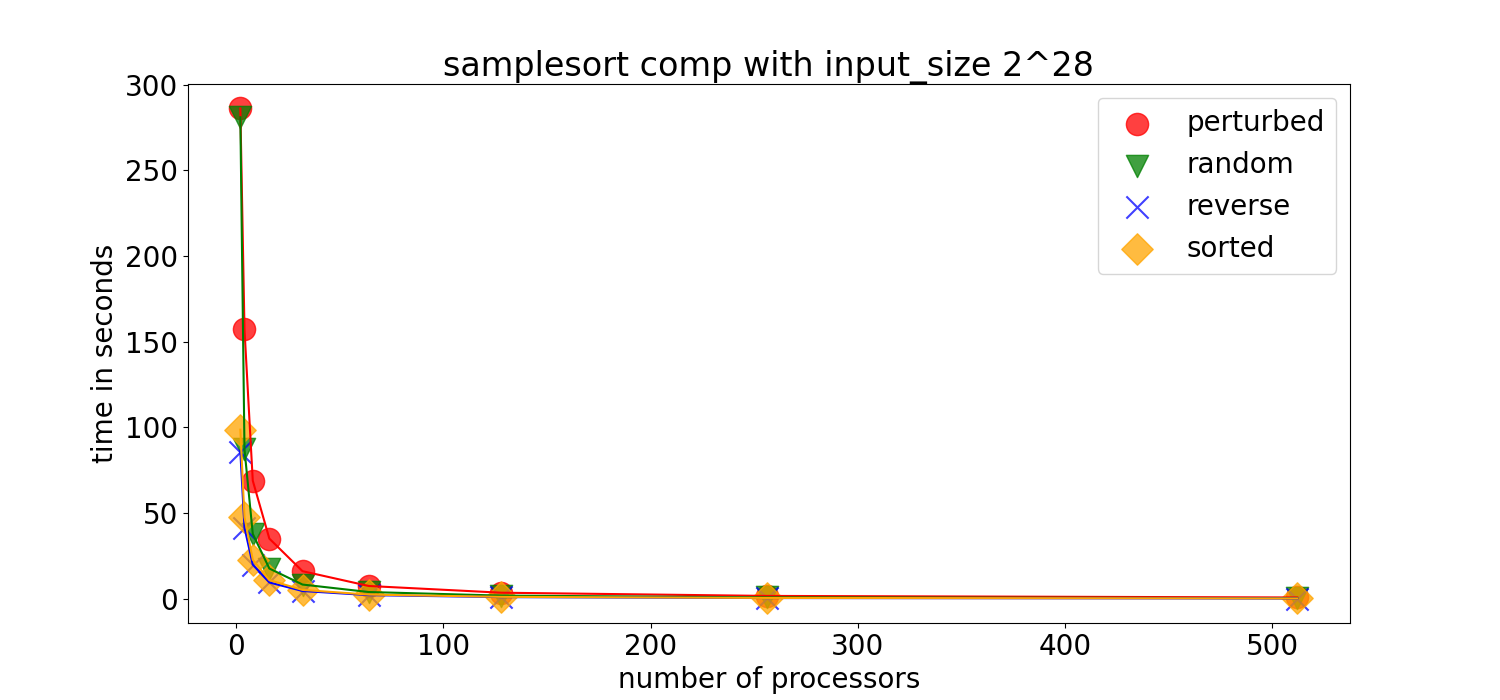 samplesort comp with input_size 2^28
300
250
200
150
100
50
0
time in seconds
perturbed
random
reverse
sorted
0 100 200 300 400 500
number of processors